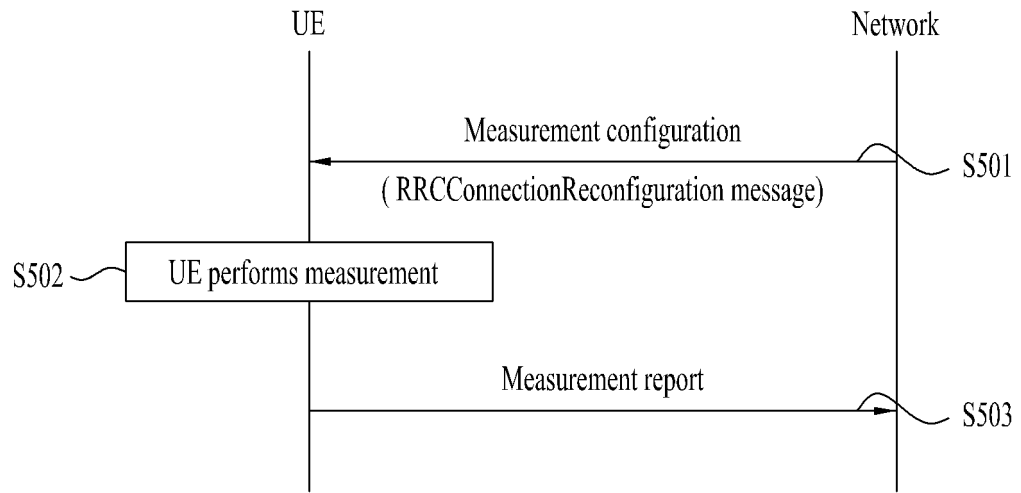 UE
Network
Measurement configuration
S501
( RRCConnectionReconfiguration message)
S502
UE performs measurement
Measurement report
S503